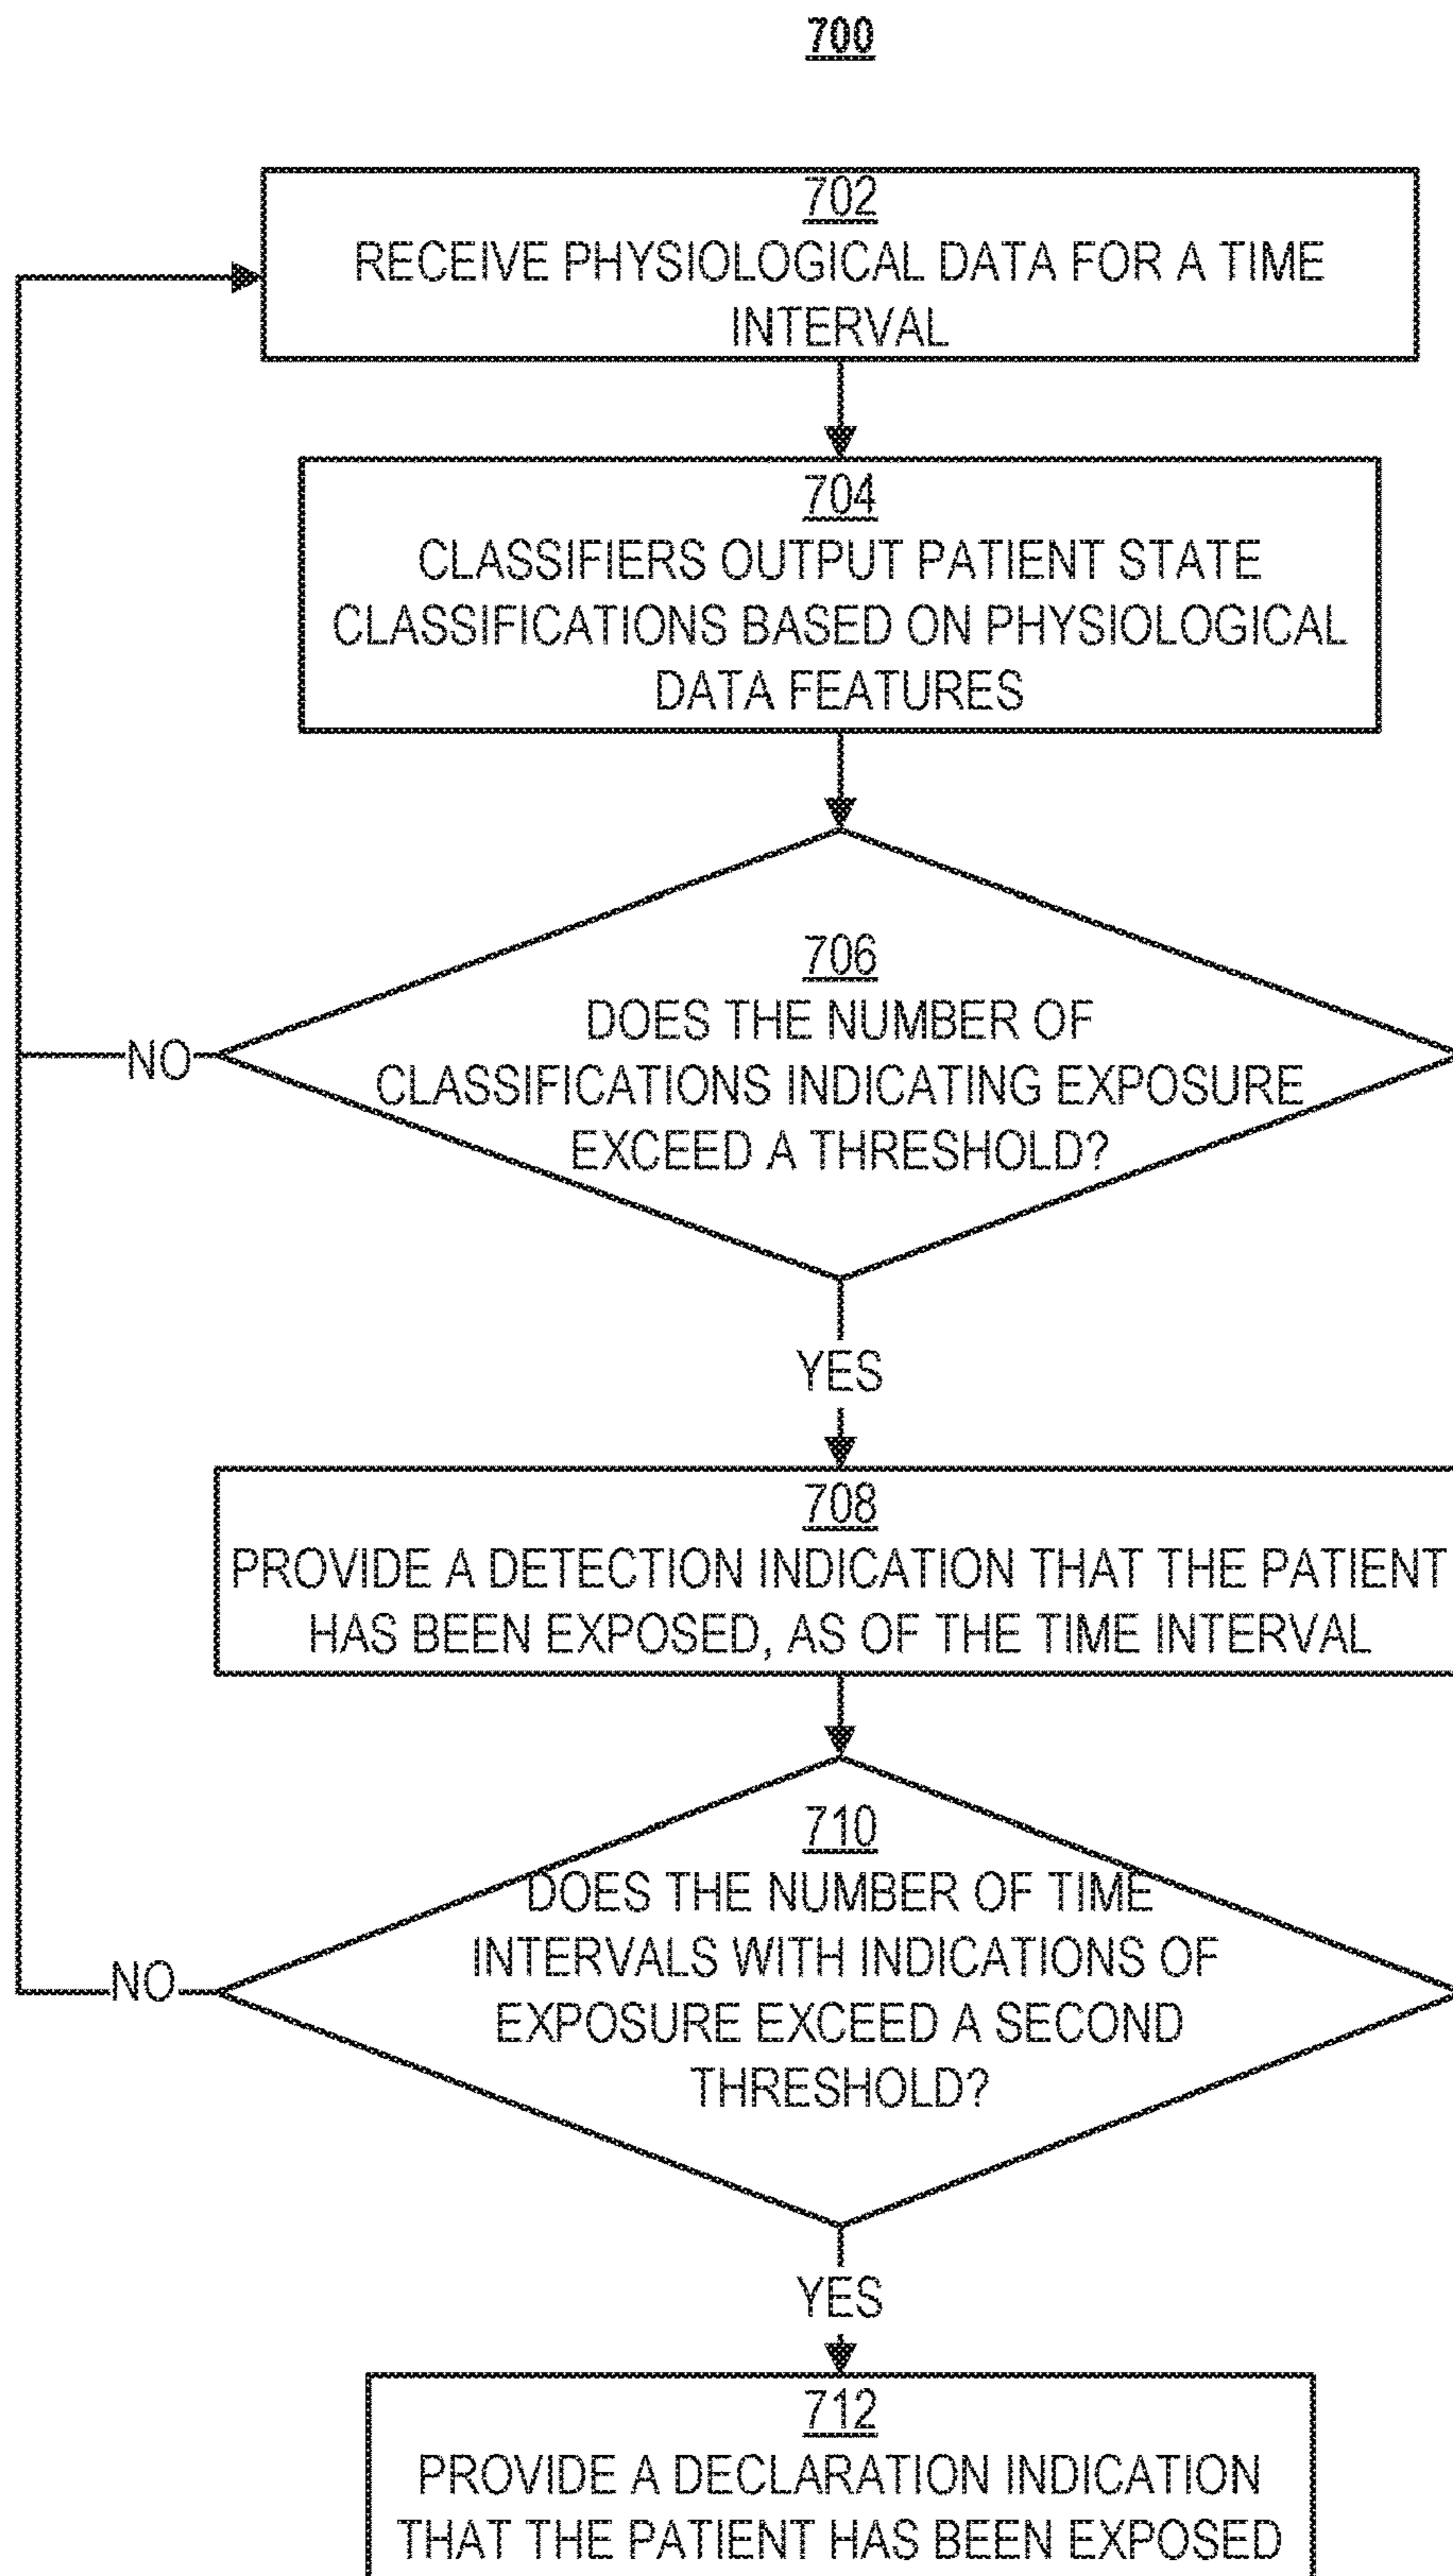 700
702
RECEIVE PHYSIOLOGICAL DATA FOR A TIME
INTERVAL
704
CLASSIFIERS OUTPUT PATIENT STATE
CLASSIFICATIONS BASED ON PHYSIOLOGICAL
DATA FEATURES
706
DOES THE NUMBER OF
CLASSIFICATIONS INDICATING EXPOSURE
EXCEED A THRESHOLD?
NO
YES
708
PROVIDE A DETECTION INDICATION THAT THE PATIENT
HAS BEEN EXPOSED, AS OF THE TIME INTERVAL
710
DOES THE NUMBER OF TIME
INTERVALS WITH INDICATIONS OF
EXPOSURE EXCEED A SECOND
THRESHOLD?
NO
YES
712
PROVIDE A DECLARATION INDICATION
THAT THE PATIENT HAS BEEN EXPOSED